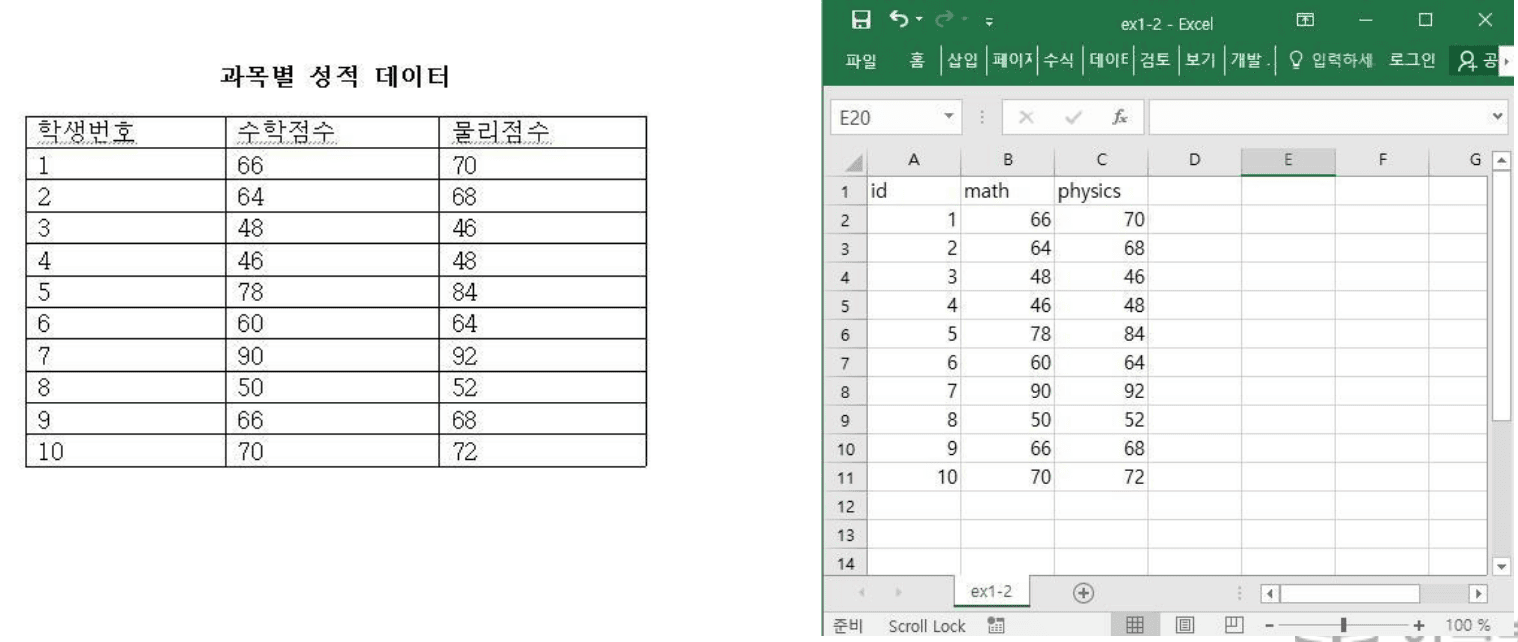 과목별 성적 데이터
학생번호 수학점수 물리점수
1 66 70
2 64 68
3 48 46
4 46 48
5 78 84
6 60 64
7 90 92
8 50 52
9 66 68
10 70 72
ex1-2 - Excel
파일 홈 삽입 페이지 수식 데이터 검토 보기 개발 입력하세 로그인 공
E20 fx
A B C D E F G
1 id math physics
2 1 66 70
3 2 64 68
4 3 48 46
5 4 46 48
6 5 78 84
7 6 60 64
8 7 90 92
9 8 50 52
10 9 66 68
11 10 70 72
12
13
14
ex1-2
준비 Scroll Lock 100 %